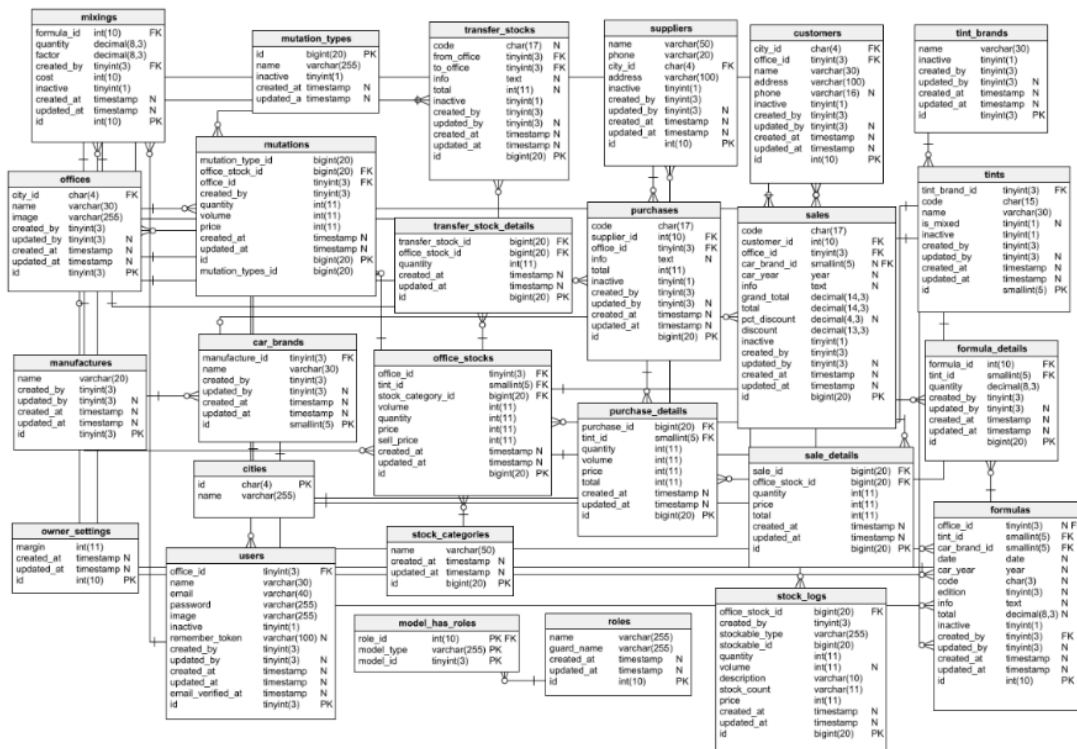 mixings
formula_id int(10) FK
quantity decimal(8,3)
factor decimal(8,3)
created_by tinyint(3) FK
cost int(10)
inactive tinyint(1)
created_at timestamp N
updated_at timestamp N
id int(10) PK
mutation_types
id bigint(20) PK
name varchar(255)
inactive tinyint(1)
created_at timestamp N
updated_a timestamp N
transfer_stocks
code char(17) N
from_office tinyint(3) FK
to_office tinyint(3) FK
info text N
total int(11) N
inactive tinyint(1)
created_by tinyint(3)
updated_by tinyint(3) N
created_at timestamp N
updated_at timestamp N
id bigint(20) PK
suppliers
name varchar(50)
phone varchar(20)
city_id char(4) FK
address varchar(100)
inactive tinyint(1)
created_by tinyint(3)
updated_by tinyint(3) N
created_at timestamp N
updated_at timestamp N
id int(10) PK
customers
city_id char(4) FK
office_id tinyint(3) FK
name varchar(30)
address varchar(100)
phone varchar(16) N
inactive tinyint(1)
created_by tinyint(3)
updated_by tinyint(3) N
created_at timestamp N
updated_at timestamp N
id int(10) PK
tint_brands
name varchar(30)
inactive tinyint(1)
created_by tinyint(3)
updated_by tinyint(3) N
created_at timestamp N
updated_at timestamp N
id tinyint(3) PK
mutations
mutation_type_id bigint(20)
office_stock_id bigint(20) FK
office_id tinyint(3) FK
created_by tinyint(3)
quantity int(11)
volume int(11)
price int(11)
created_at timestamp N
updated_at timestamp N
id bigint(20) PK
mutation_types_id bigint(20)
offices
city_id char(4) FK
name varchar(30)
image varchar(255)
created_by tinyint(3)
updated_by tinyint(3) N
created_at timestamp N
updated_at timestamp N
id tinyint(3) PK
tints
tint_brand_id tinyint(3) FK
code char(15)
name varchar(30)
is_mixed tinyint(1) N
inactive tinyint(1)
created_by tinyint(3)
updated_by tinyint(3) N
created_at timestamp N
updated_at timestamp N
id smallint(5) PK
transfer_stock_details
transfer_stock_id bigint(20) FK
office_stock_id bigint(20) FK
quantity int(11)
created_at timestamp N
updated_at timestamp N
id bigint(20) PK
purchases
code char(17)
supplier_id int(10) FK
office_id tinyint(3) FK
info text N
total int(11)
inactive tinyint(1)
created_by tinyint(3)
updated_by tinyint(3) N
created_at timestamp N
updated_at timestamp N
id bigint(20) PK
sales
code char(17)
customer_id int(10) FK
office_id tinyint(3) FK
car_brand_id smallint(5) N FK
car_year year N
info text N
grand_total decimal(14,3)
total decimal(14,3)
pct_discount decimal(4,3) N
discount decimal(13,3)
inactive tinyint(1)
created_by tinyint(3)
updated_by tinyint(3) N
created_at timestamp N
updated_at timestamp N
id bigint(20) PK
manufactures
name varchar(20)
created_by tinyint(3)
updated_by tinyint(3) N
created_at timestamp N
updated_at timestamp N
id tinyint(3) PK
car_brands
manufacture_id tinyint(3) FK
name varchar(30)
created_by tinyint(3)
updated_by tinyint(3) N
created_at timestamp N
updated_at timestamp N
id smallint(5) PK
office_stocks
office_id tinyint(3) FK
tint_id smallint(5) FK
stock_category_id bigint(20) FK
volume int(11)
quantity int(11)
price int(11)
sell_price int(11)
created_at timestamp N
updated_at timestamp N
id bigint(20) PK
formula_details
formula_id int(10) FK
tint_id smallint(5) FK
quantity decimal(8,3)
created_by tinyint(3)
updated_by tinyint(3) N
created_at timestamp N
updated_at timestamp N
id bigint(20) PK
purchase_details
purchase_id bigint(20) FK
tint_id smallint(5) FK
quantity int(11)
volume int(11)
price int(11)
total int(11)
created_at timestamp N
updated_at timestamp N
id bigint(20) PK
sale_details
sale_id bigint(20) FK
office_stock_id bigint(20) FK
quantity int(11)
price int(11)
total int(11)
created_at timestamp N
updated_at timestamp N
id bigint(20) PK
cities
id char(4) PK
name varchar(255)
owner_settings
margin int(11)
created_at timestamp N
updated_at timestamp N
id int(10) PK
users
office_id tinyint(3) FK
name varchar(30)
email varchar(40)
password varchar(255)
image varchar(255)
inactive tinyint(1)
remember_token varchar(100) N
created_by tinyint(3)
updated_by tinyint(3) N
created_at timestamp N
updated_at timestamp N
email_verified_at timestamp N
id tinyint(3) PK
stock_categories
name varchar(50)
created_at timestamp N
updated_at timestamp N
id bigint(20) PK
formulas
office_id tinyint(3) N F
tint_id smallint(5) FK
car_brand_id smallint(5) FK
date date N
car_year year N
code char(3) N
edition tinyint(3) N
info text N
total decimal(8,3) N
inactive tinyint(1)
created_by tinyint(3) FK
updated_by tinyint(3) N
created_at timestamp N
updated_at timestamp N
id int(10) PK
model_has_roles
role_id int(10) PK FK
model_type varchar(255) PK
model_id tinyint(3) PK
roles
name varchar(255)
guard_name varchar(255)
created_at timestamp N
updated_at timestamp N
id int(10) PK
stock_logs
office_stock_id bigint(20) FK
created_by tinyint(3)
stockable_type varchar(255)
stockable_id bigint(20)
quantity int(11)
volume int(11) N
description varchar(10)
stock_count varchar(11)
price int(11)
created_at timestamp N
updated_at timestamp N
id bigint(20) PK